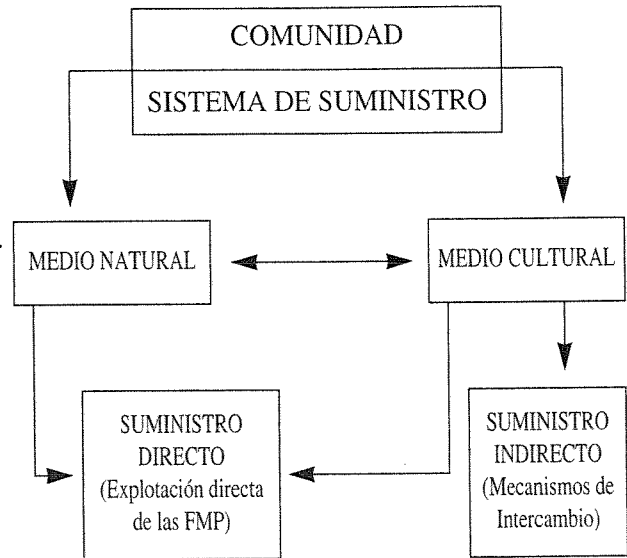 COMUNIDAD
SISTEMA DE SUMINISTRO
MEDIO NATURAL
MEDIO CULTURAL
SUMINISTRO
DIRECTO
(Explotación directa
de las FMP)
SUMINISTRO
INDIRECTO
(Mecanismos de
Intercambio)